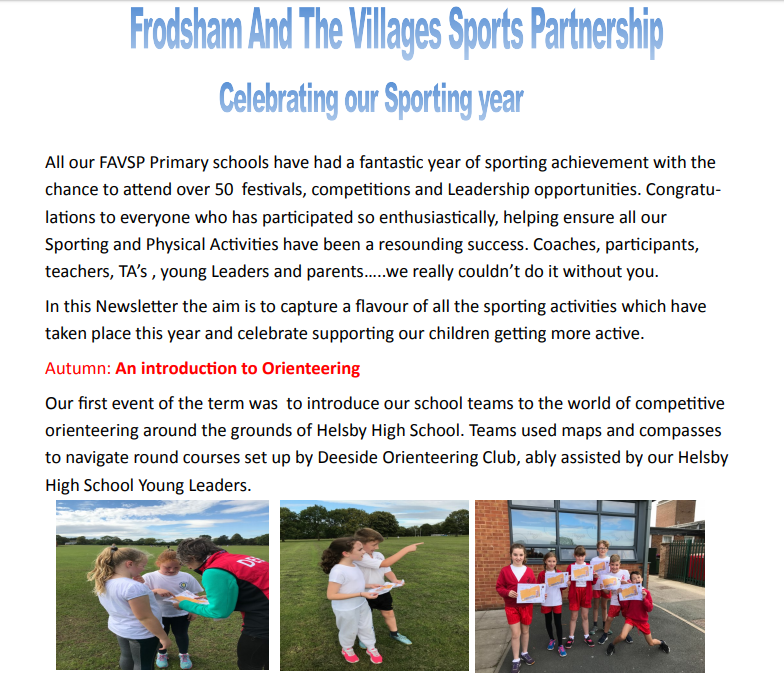 Frodsham And The Villages Sports Partnership
Celebrating our Sporting year
All our FAVSP Primary schools have had a fantastic year of sporting achievement with the
chance to attend over 50  festivals, competitions and Leadership opportunities. Congratu-
lations to everyone who has participated so enthusiastically, helping ensure all our
Sporting and Physical Activities have been a resounding success. Coaches, participants,
teachers, TA’s , young Leaders and parents…..we really couldn’t do it without you.
In this Newsletter the aim is to capture a flavour of all the sporting activities which have
taken place this year and celebrate supporting our children getting more active.
Autumn: An introduction to Orienteering
Our first event of the term was  to introduce our school teams to the world of competitive
orienteering around the grounds of Helsby High School. Teams used maps and compasses
to navigate round courses set up by Deeside Orienteering Club, ably assisted by our Helsby
High School Young Leaders.